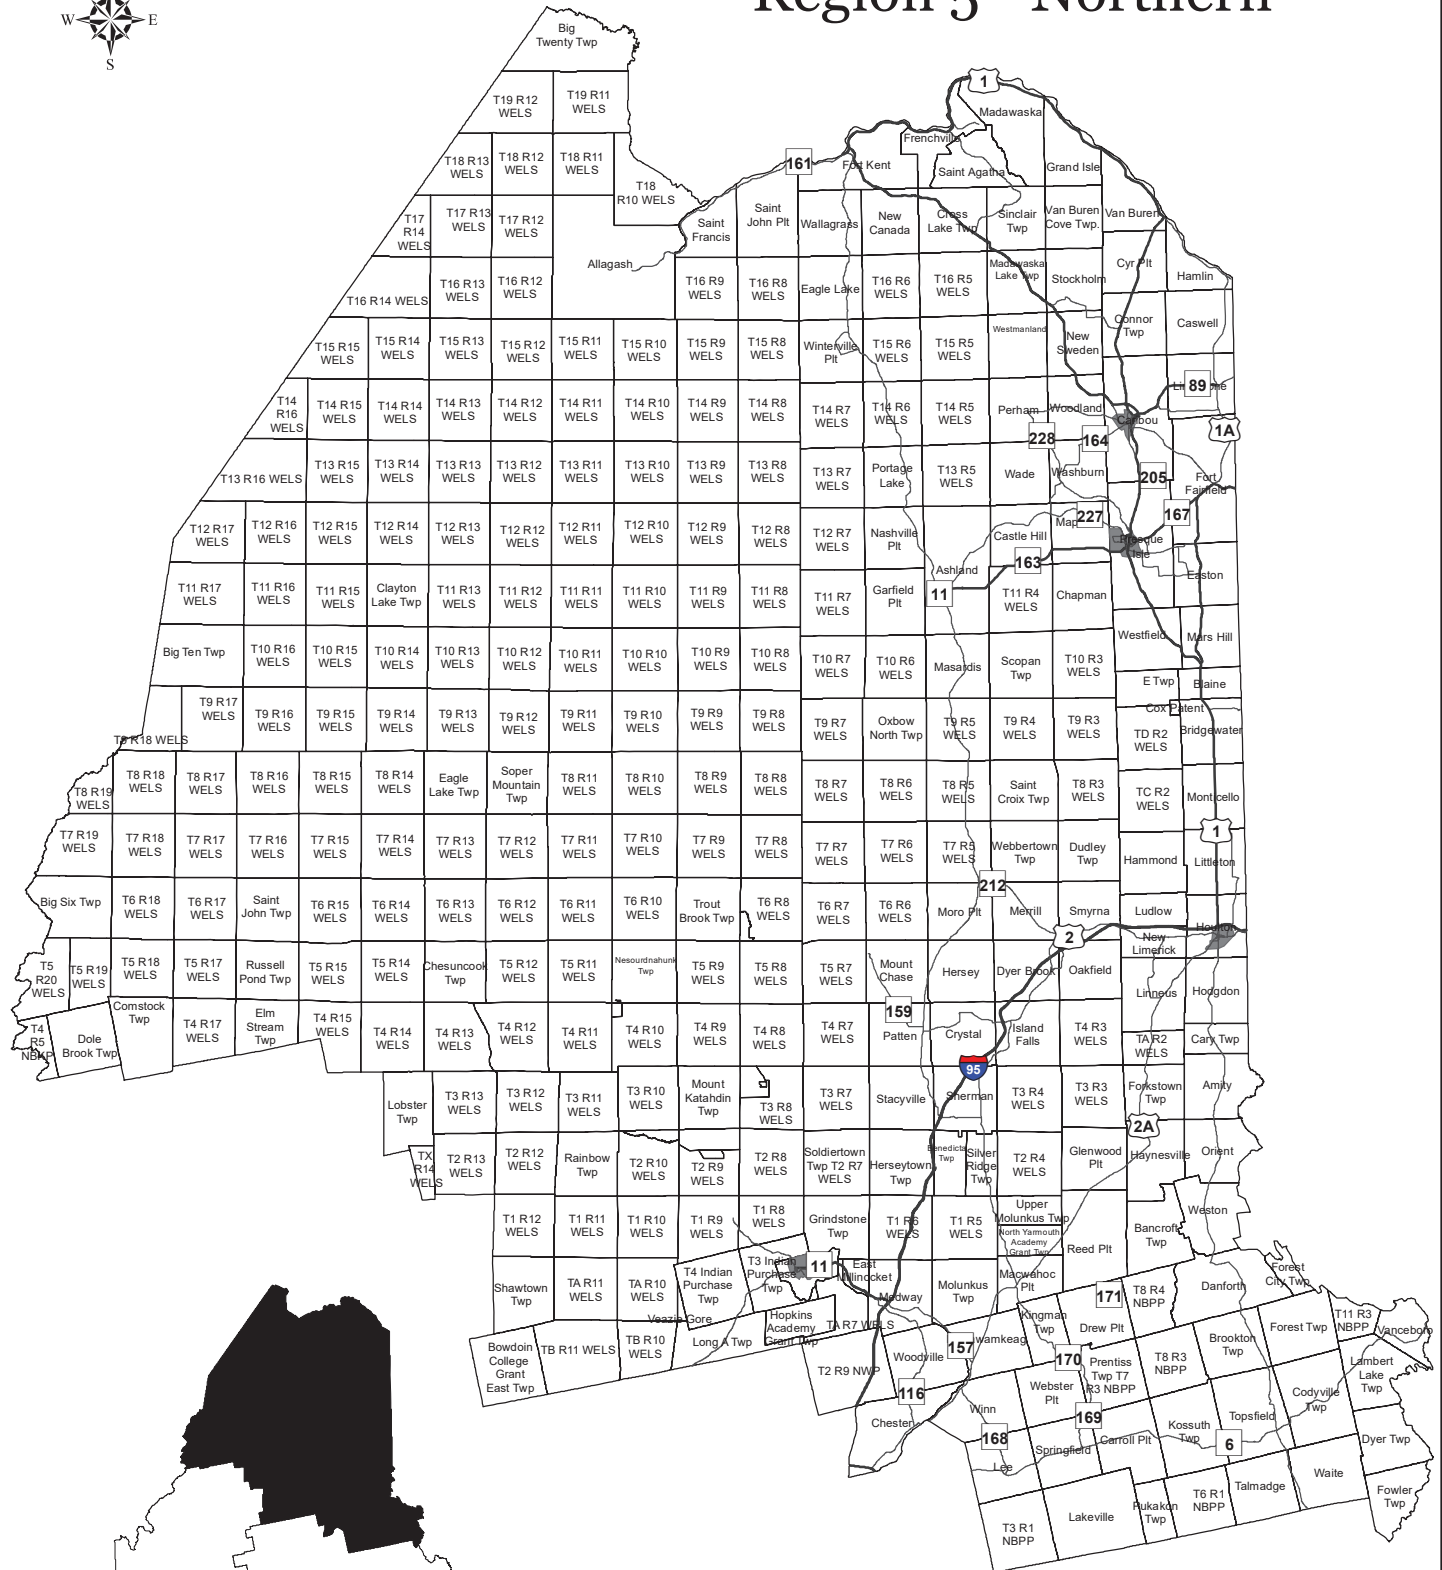 Region 5 - Northern
W E
S
Big
Twenty Twp
T19 R12
WELS
T19 R11
WELS
1
Madawaska
Frenchville
161
Fort Kent
Saint Agatha
Grand Isle
T18 R13
WELS
T18 R12
WELS
T18 R11
WELS
T18
R10 WELS
T17
R14
WELS
T17 R13
WELS
T17 R12
WELS
Allagash
Saint
Francis
Saint
John Plt
Wallagrass
New
Canada
Cross
Lake Twp
Sinclair
Twp
Van Buren
Cove Twp.
Van Buren
T16 R14 WELS
T16 R13
WELS
T16 R12
WELS
T16 R9
WELS
T16 R8
WELS
Eagle Lake
T16 R6
WELS
T16 R5
WELS
Madawaska
Lake Twp
Stockholm
Cyr Plt
Hamlin
T15 R15
WELS
T15 R14
WELS
T15 R13
WELS
T15 R12
WELS
T15 R11
WELS
T15 R10
WELS
T15 R9
WELS
T15 R8
WELS
Winterville
Plt
T15 R6
WELS
T15 R5
WELS
Westmanland
New
Sweden
Connor
Twp
Caswell
T14
R16
WELS
T14 R15
WELS
T14 R14
WELS
T14 R13
WELS
T14 R12
WELS
T14 R11
WELS
T14 R10
WELS
T14 R9
WELS
T14 R8
WELS
T14 R7
WELS
T14 R6
WELS
T14 R5
WELS
Perham
Woodland
Caribou
89
1A
228
164
T13 R16 WELS
T13 R15
WELS
T13 R14
WELS
T13 R13
WELS
T13 R12
WELS
T13 R11
WELS
T13 R10
WELS
T13 R9
WELS
T13 R8
WELS
T13 R7
WELS
Portage
Lake
T13 R5
WELS
Wade
Washburn
205
Fort
Fairfield
T12 R17
WELS
T12 R16
WELS
T12 R15
WELS
T12 R14
WELS
T12 R13
WELS
T12 R12
WELS
T12 R11
WELS
T12 R10
WELS
T12 R9
WELS
T12 R8
WELS
T12 R7
WELS
Nashville
Plt
Castle Hill
Map
227
167
Presque
Isle
163
T11 R17
WELS
T11 R16
WELS
T11 R15
WELS
Clayton
Lake Twp
T11 R13
WELS
T11 R12
WELS
T11 R11
WELS
T11 R10
WELS
T11 R9
WELS
T11 R8
WELS
T11 R7
WELS
Garfield
Plt
Ashland
11
T11 R4
WELS
Chapman
Easton
Big Ten Twp
T10 R16
WELS
T10 R15
WELS
T10 R14
WELS
T10 R13
WELS
T10 R12
WELS
T10 R11
WELS
T10 R10
WELS
T10 R9
WELS
T10 R8
WELS
T10 R7
WELS
T10 R6
WELS
Masardis
Scopan
Twp
T10 R3
WELS
Westfield
Mars Hill
E Twp
Blaine
T9 R18 WELS
T9 R17
WELS
T9 R16
WELS
T9 R15
WELS
T9 R14
WELS
T9 R13
WELS
T9 R12
WELS
T9 R11
WELS
T9 R10
WELS
T9 R9
WELS
T9 R8
WELS
T9 R7
WELS
Oxbow
North Twp
T9 R5
WELS
T9 R4
WELS
T9 R3
WELS
Cox Patent
TD R2
WELS
Bridgewater
T8 R19
WELS
T8 R18
WELS
T8 R17
WELS
T8 R16
WELS
T8 R15
WELS
T8 R14
WELS
Eagle
Lake Twp
Soper
Mountain
Twp
T8 R11
WELS
T8 R10
WELS
T8 R9
WELS
T8 R8
WELS
T8 R7
WELS
T8 R6
WELS
T8 R5
WELS
Saint
Croix Twp
T8 R3
WELS
TC R2
WELS
Monticello
T7 R19
WELS
T7 R18
WELS
T7 R17
WELS
T7 R16
WELS
T7 R15
WELS
T7 R14
WELS
T7 R13
WELS
T7 R12
WELS
T7 R11
WELS
T7 R10
WELS
T7 R9
WELS
T7 R8
WELS
T7 R7
WELS
T7 R6
WELS
T7 R5
WELS
Webbertown
Twp
Dudley
Twp
Hammond
1
Littleton
Big Six Twp
T6 R18
WELS
T6 R17
WELS
Saint
John Twp
T6 R15
WELS
T6 R14
WELS
T6 R13
WELS
T6 R12
WELS
T6 R11
WELS
T6 R10
WELS
Trout
Brook Twp
T6 R8
WELS
T6 R7
WELS
T6 R6
WELS
Moro Plt
212
Merrill
Smyrna
Ludlow
Houlton
2
New
Limerick
T5
R20
WELS
T5 R19
WELS
T5 R18
WELS
T5 R17
WELS
Russell
Pond Twp
T5 R15
WELS
T5 R14
WELS
Chesuncook
Twp
T5 R12
WELS
T5 R11
WELS
Nesourdnahunk
Twp
T5 R9
WELS
T5 R8
WELS
T5 R7
WELS
Mount
Chase
Hersey
Dyer Brook
Oakfield
Linneus
Hodgdon
T4
R5
NBKP
Dole
Brook Twp
Comstock
Twp
T4 R17
WELS
Elm
Stream
Twp
T4 R15
WELS
T4 R14
WELS
T4 R13
WELS
T4 R12
WELS
T4 R11
WELS
T4 R10
WELS
T4 R9
WELS
T4 R8
WELS
T4 R7
WELS
159
Patten
Crystal
Island
Falls
T4 R3
WELS
TA R2
WELS
Cary Twp
95
Lobster
Twp
T3 R13
WELS
T3 R12
WELS
T3 R11
WELS
T3 R10
WELS
Mount
Katahdin
Twp
T3 R8
WELS
T3 R7
WELS
Stacyville
Sherman
T3 R4
WELS
T3 R3
WELS
Forkstown
Twp
Amity
2A
TX
R14
WELS
T2 R13
WELS
T2 R12
WELS
Rainbow
Twp
T2 R10
WELS
T2 R9
WELS
T2 R8
WELS
Soldiertown
Twp T2 R7
WELS
Herseytown
Twp
Benedicta
Twp
Silver
Ridge
Twp
T2 R4
WELS
Glenwood
Plt
Haynesville
Orient
T1 R12
WELS
T1 R11
WELS
T1 R10
WELS
T1 R9
WELS
T1 R8
WELS
Grindstone
Twp
T1 R6
WELS
T1 R5
WELS
Upper
Molunkus Twp
North Yarmouth
Academy
Grant Twp
Reed Plt
Bancroft
Twp
Weston
Shawtown
Twp
TA R11
WELS
TA R10
WELS
T4 Indian
Purchase
Twp
T3 Indian
Purchase
Twp
11
East
Millinocket
Medway
Molunkus
Twp
Macwahoc
Plt
171
T8 R4
NBPP
Danforth
Forest
City Twp
Veazie Gore
Hopkins
Academy
Grant Twp
TA R7 WELS
Kingman
Twp
Drew Plt
Brookton
Twp
Forest Twp
T11 R3
NBPP
Vanceboro
Bowdoin
College
Grant
East Twp
TB R11 WELS
TB R10
WELS
Long A Twp
T2 R9 NWP
Woodville
157
wamkeag
170
Prentiss
Twp T7
R3 NBPP
T8 R3
NBPP
Lambert
Lake
Twp
116
Chester
Winn
Webster
Plt
169
Codyville
Twp
Topsfield
Kossuth
Twp
6
168
Lee
Springfield
Carroll Plt
Dyer Twp
T3 R1
NBPP
Lakeville
Pukakon
Twp
T6 R1
NBPP
Talmadge
Waite
Fowler
Twp